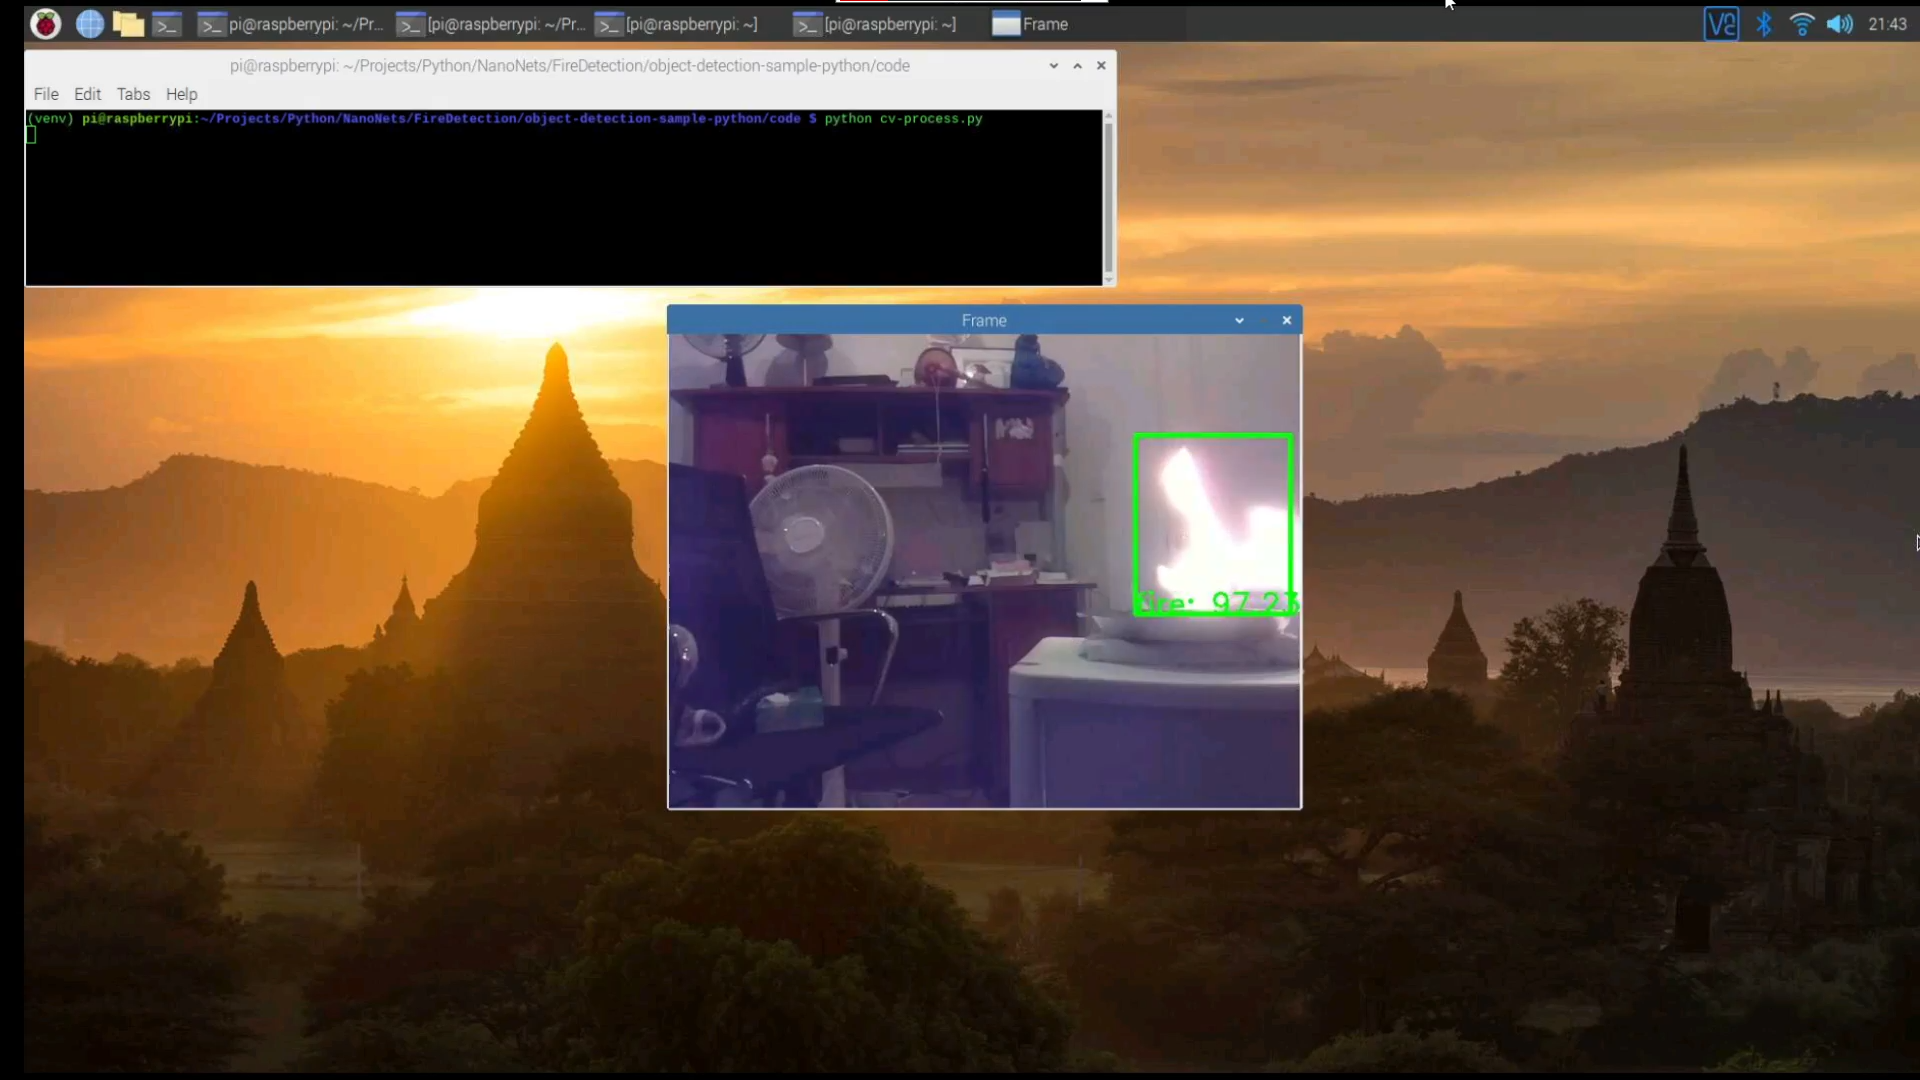 pi@raspberrypi: ~/Pr...
[pi@raspberrypi: ~/Pr...
[pi@raspberrypi: ~]
[pi@raspberrypi: ~]
Frame
21:43
pi@raspberrypi: ~/Projects/Python/NanoNets/FireDetection/object-detection-sample-python/code
File Edit Tabs Help
(venv) pi@raspberrypi:~/Projects/Python/NanoNets/FireDetection/object-detection-sample-python/code $ python cv-process.py
Frame
fire: 97.23